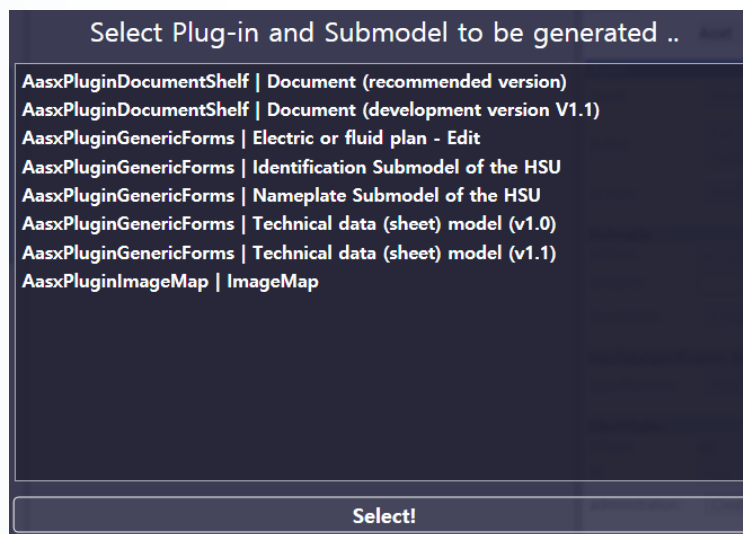 Select Plug-in and Submodel to be generated ..
AasxPluginDocumentShelf | Document (recommended version)
AasxPluginDocumentShelf | Document (development version V1.1)
AasxPluginGenericForms | Electric or fluid plan - Edit
AasxPluginGenericForms | Identification Submodel of the HSU
AasxPluginGenericForms | Nameplate Submodel of the HSU
AasxPluginGenericForms | Technical data (sheet) model (v1.0)
AasxPluginGenericForms | Technical data (sheet) model (v1.1)
AasxPluginImageMap | ImageMap
Select!